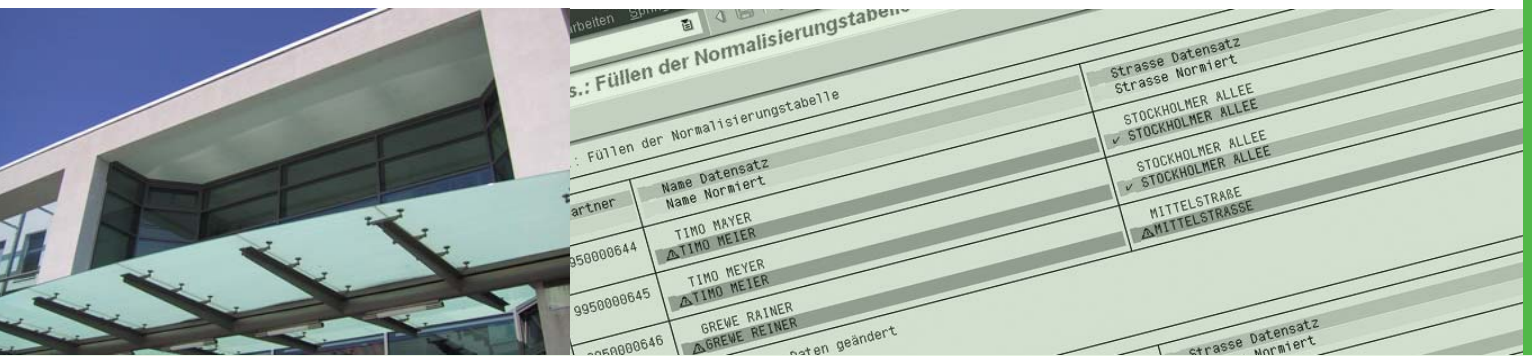 arbeiten
s.: Füllen der Normalisierungstabelle
: Füllen der Normalisierungstabelle
artner
Name Datensatz
Name Normiert
Strasse Datensatz
Strasse Normiert
950000644
TIMO MAYER
⚠TIMO MEIER
STOCKHOLMER ALLEE
✔ STOCKHOLMER ALLEE
9950000645
TIMO MEYER
⚠TIMO MEIER
STOCKHOLMER ALLEE
✔ STOCKHOLMER ALLEE
9950000646
GREWE RAINER
⚠GREWE REINER
MITTELSTRAßE
⚠MITTELSTRASSE
Daten geändert
Strasse Datensatz
Normiert